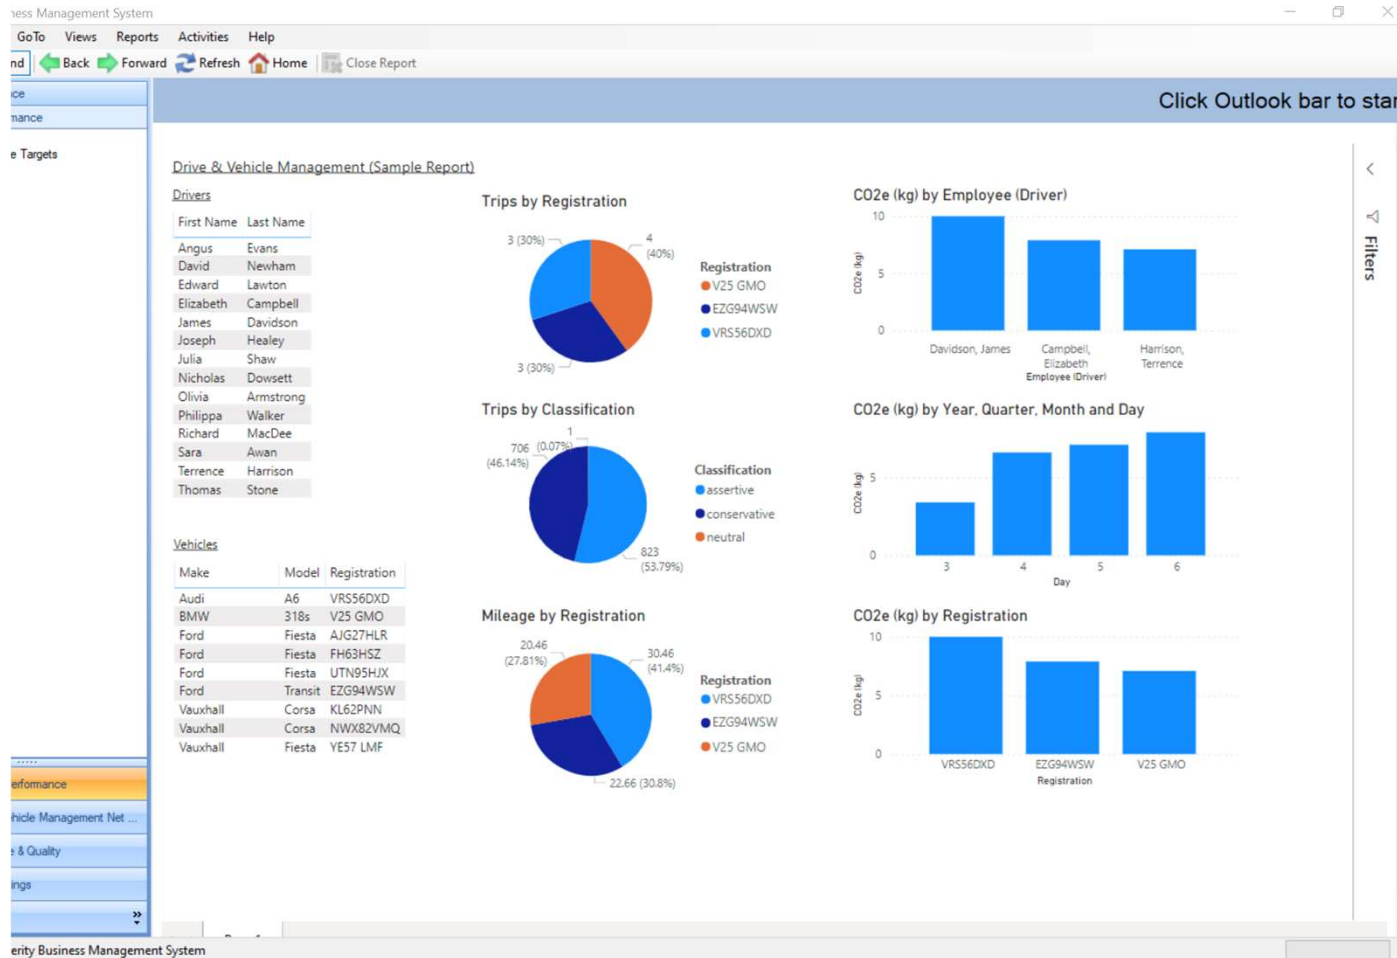 ness Management System
GoTo Views Reports Activities Help
nd Back Forward Refresh Home Close Report
ce
mance
Click Outlook bar to star
e Targets
Drive & Vehicle Management (Sample Report)
Drivers
First Name Last Name
Angus Evans
David Newham
Edward Lawton
Elizabeth Campbell
James Davidson
Joseph Healey
Julia Shaw
Nicholas Dowsett
Olivia Armstrong
Philippa Walker
Richard MacDee
Sara Awan
Terrence Harrison
Thomas Stone
Vehicles
Make Model Registration
Audi A6 VRS56DXD
BMW 318s V25 GMO
Ford Fiesta AJG27HLR
Ford Fiesta FH63HSZ
Ford Fiesta UTN95HJX
Ford Transit EZG94WSW
Vauxhall Corsa KL62PNN
Vauxhall Corsa NWX82VMQ
Vauxhall Fiesta YE57 LMF
Trips by Registration
3 (30%)
4
(40%)
3 (30%)
Registration
V25 GMO
EZG94WSW
VRS56DXD
Trips by Classification
1
(0.07%)
706
(46.14%)
823
(53.79%)
Classification
assertive
conservative
neutral
Mileage by Registration
20.46
(27.81%)
30.46
(41.4%)
22.66 (30.8%)
Registration
VRS56DXD
EZG94WSW
V25 GMO
CO2e (kg) by Employee (Driver)
CO2e (kg)
10
5
0
Davidson, James
Campbell,
Elizabeth
Harrison,
Terrence
Employee (Driver)
CO2e (kg) by Year, Quarter, Month and Day
CO2e (kg)
5
0
3 4 5 6
Day
CO2e (kg) by Registration
CO2e (kg)
10
5
0
VRS56DXD EZG94WSW V25 GMO
Registration
Filters
erformance
hicle Management Net ...
e & Quality
ings
erity Business Management System